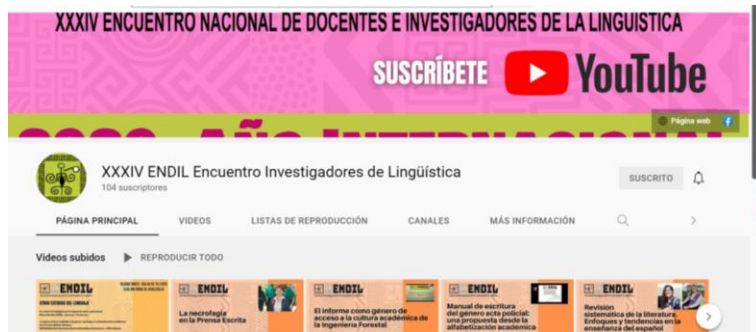 XXXIV ENCUENTRO NACIONAL DE DOCENTES E INVESTIGADORES DE LA LINGUISTICA
SUSCRÍBETE YouTube
Página web
AÑO INTERNACIONAL
XXXIV ENDIL Encuentro Investigadores de Lingüística
104 suscriptores
SUSCRITO
PÁGINA PRINCIPAL VIDEOS LISTAS DE REPRODUCCIÓN CANALES MÁS INFORMACIÓN
Videos subidos REPRODUCIR TODO
ENDIL
ENDIL
La necrofagia
en la Prensa Escrita
ENDIL
El informe como género de
acceso a la cultura académica de
la Ingeniería Forestal
ENDIL
Manual de escritura
del género acta policial:
una propuesta desde la
alfabetización académica
ENDIL
Revisión
sistemática de la literatura.
Enfoques y tendencias en la
enseñanza del español